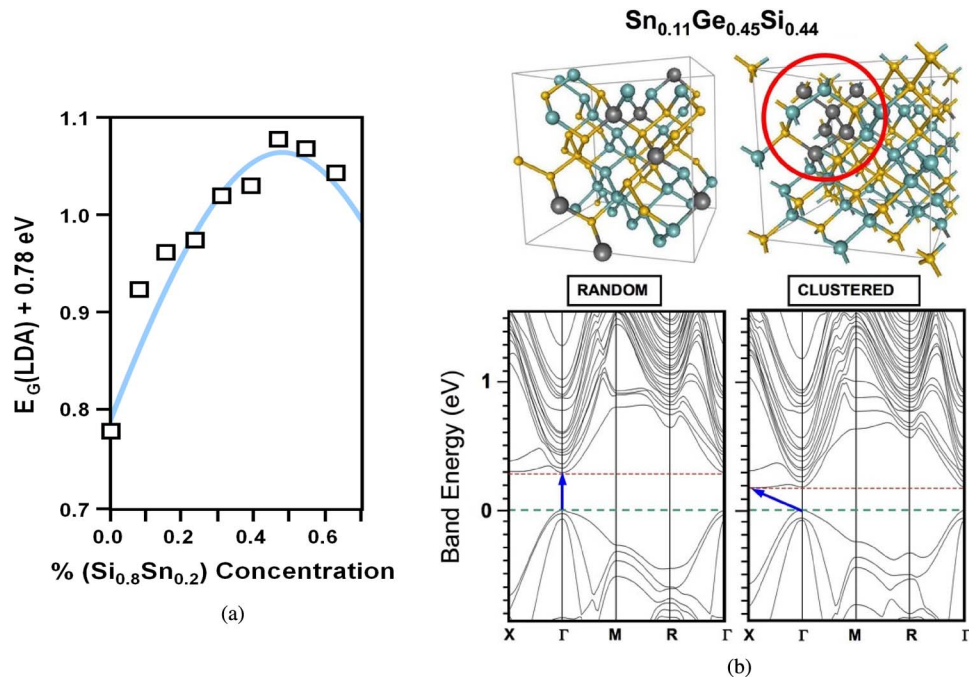 Sn0.11Ge0.45Si0.44
1.1
1.0
0.9
0.8
0.7
E G(LDA) + 0.78 eV
0.0 0.2 0.4 0.6
% (Si0.8Sn0.2) Concentration
(a)
RANDOM CLUSTERED
Band Energy (eV)
1
0
X Γ M R Γ X Γ M R Γ
(b)